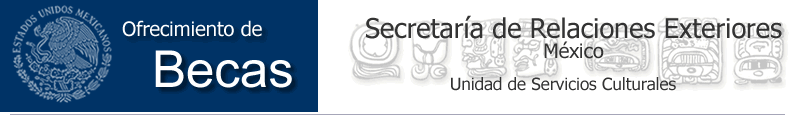 ESTADOS UNIDOS MEXICANOS
Ofrecimiento de
Becas
Secretaría de Relaciones Exteriores
México
Unidad de Servicios Culturales